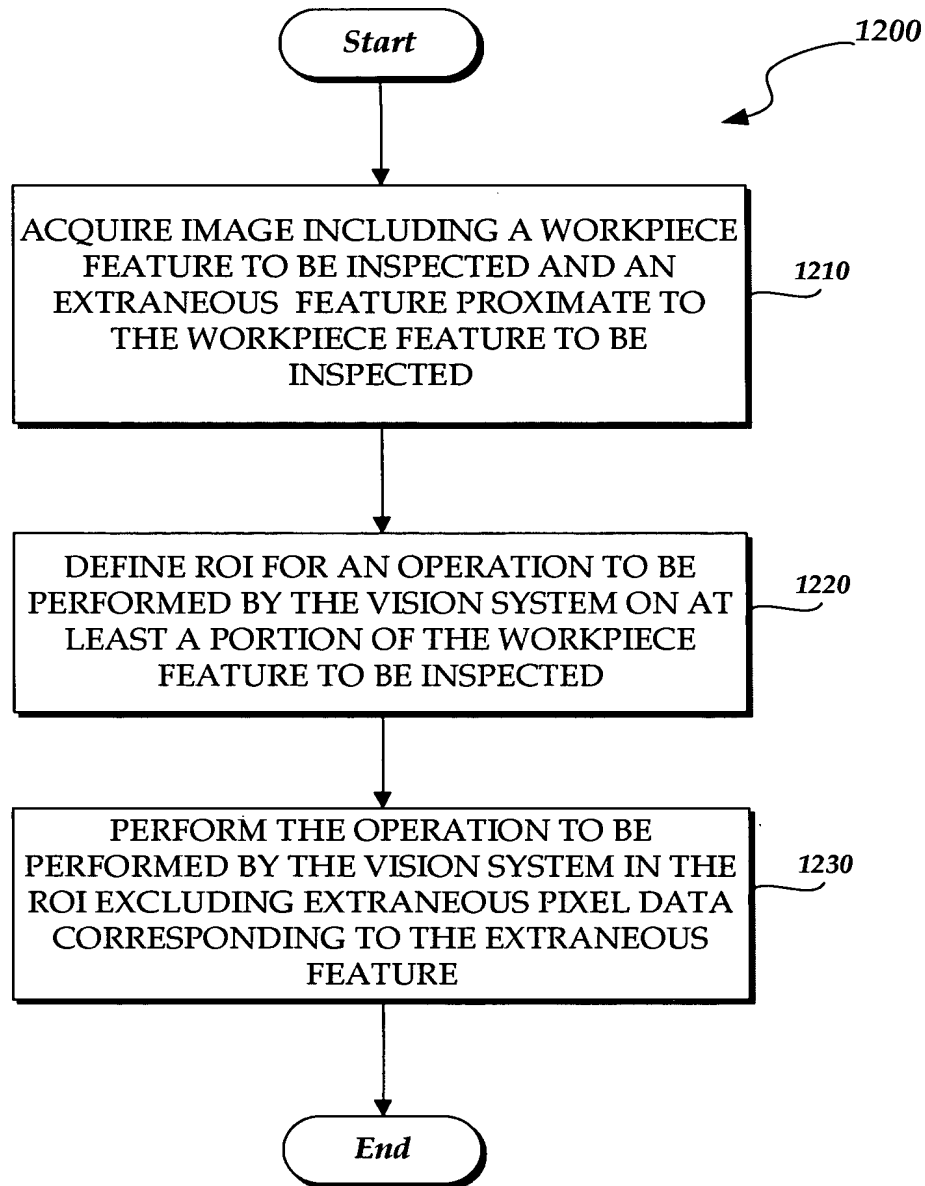 Start
1200
ACQUIRE IMAGE INCLUDING A WORKPIECE
FEATURE TO BE INSPECTED AND AN
EXTRANEOUS FEATURE PROXIMATE TO
THE WORKPIECE FEATURE TO BE
INSPECTED
1210
DEFINE ROI FOR AN OPERATION TO BE
PERFORMED BY THE VISION SYSTEM ON AT
LEAST A PORTION OF THE WORKPIECE
FEATURE TO BE INSPECTED
1220
PERFORM THE OPERATION TO BE
PERFORMED BY THE VISION SYSTEM IN THE
ROI EXCLUDING EXTRANEOUS PIXEL DATA
CORRESPONDING TO THE EXTRANEOUS
FEATURE
1230
End